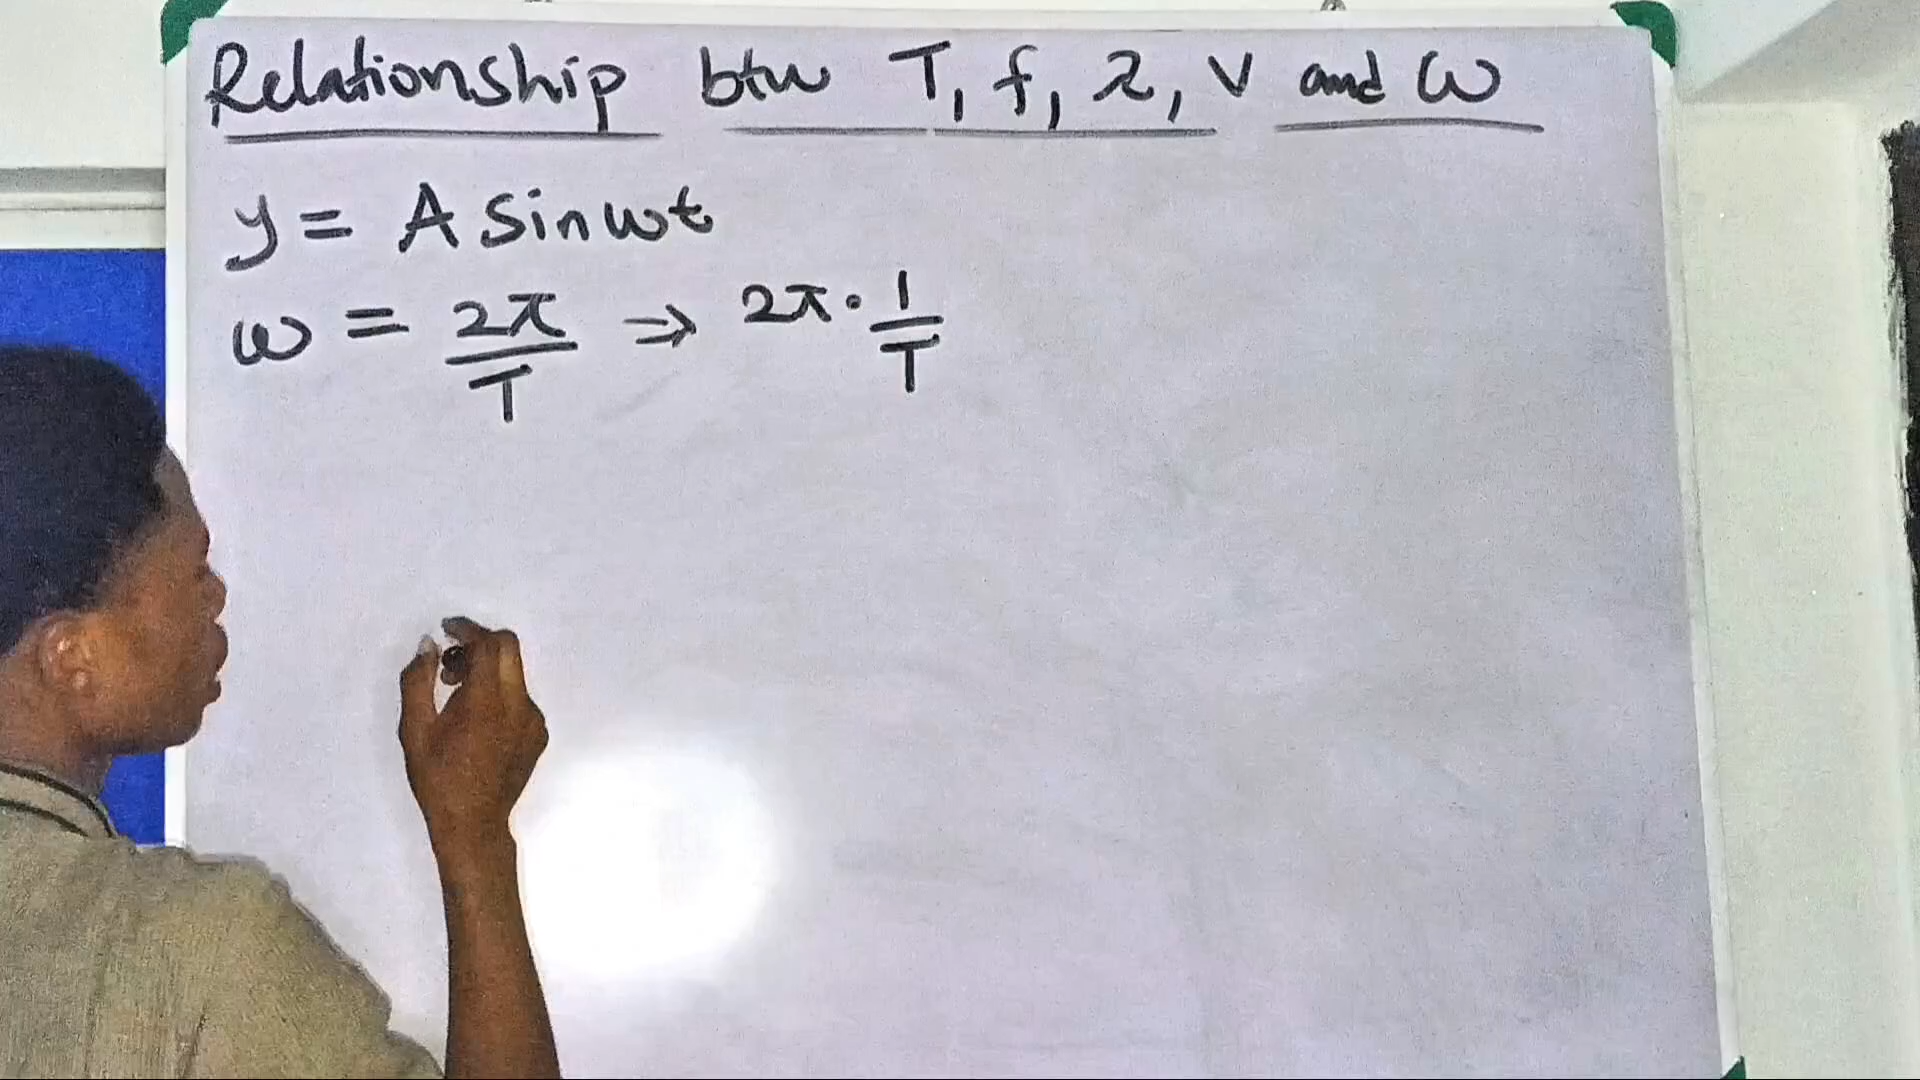 Relationship btw T, f, λ, V and ω
y = A Sin ωt
ω = 2π/T ⇒ 2π · 1/T